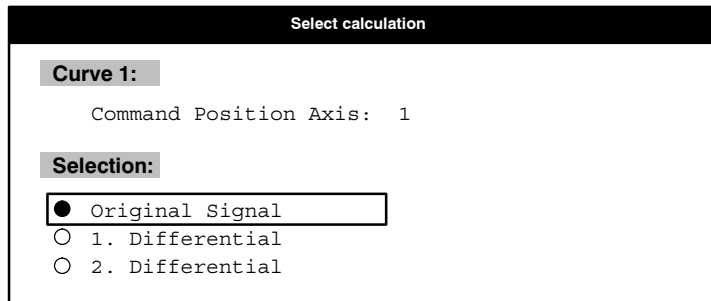 Select calculation
Curve 1:
Command Position Axis: 1
Selection:
Original Signal
1. Differential
2. Differential